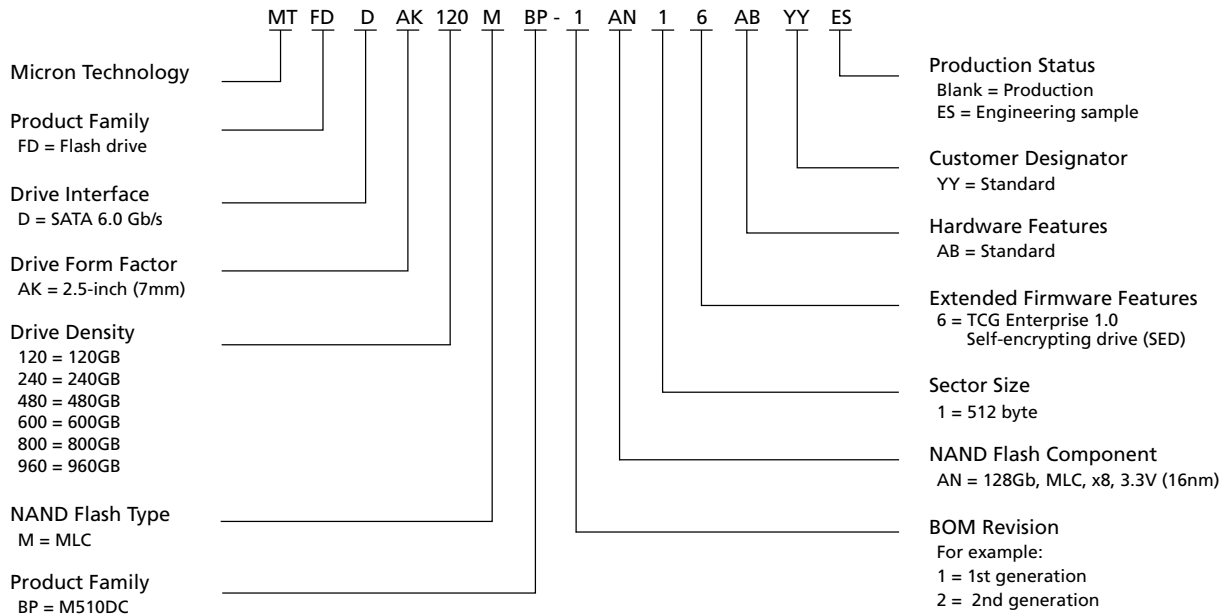 MT FD D AK 120 M BP - 1 AN 1 6 AB YY ES
Micron Technology
Product Family
FD = Flash drive
Drive Interface
D = SATA 6.0 Gb/s
Drive Form Factor
AK = 2.5-inch (7mm)
Drive Density
120 = 120GB
240 = 240GB
480 = 480GB
600 = 600GB
800 = 800GB
960 = 960GB
NAND Flash Type
M = MLC
Product Family
BP = M510DC
Production Status
Blank = Production
ES = Engineering sample
Customer Designator
YY = Standard
Hardware Features
AB = Standard
Extended Firmware Features
6 = TCG Enterprise 1.0
Self-encrypting drive (SED)
Sector Size
1 = 512 byte
NAND Flash Component
AN = 128Gb, MLC, x8, 3.3V (16nm)
BOM Revision
For example:
1 = 1st generation
2 = 2nd generation